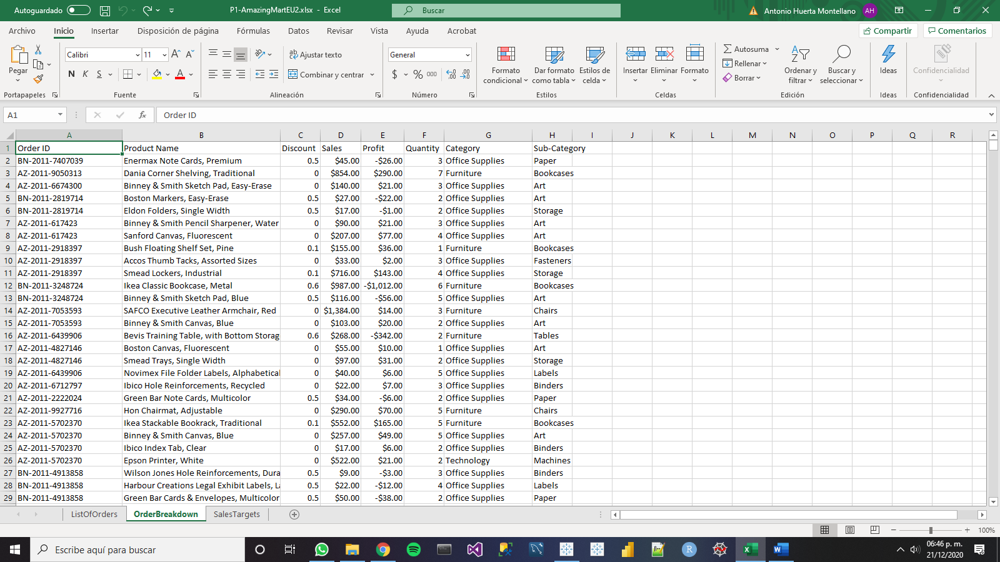 Autoguardado P1-AmazingMartEU2.xlsx - Excel Buscar Antonio Huerta Montellano AH
Archivo Inicio Insertar Disposición de página Fórmulas Datos Revisar Vista Ayuda Acrobat Compartir Comentarios
Pegar
Portapapeles
Calibri 11
N K S
A A
Fuente
ab Ajustar texto
Combinar y centrar
Alineación
General
$ % 000
Número
Formato condicional
Dar formato como tabla
Estilos de celda
Estilos
Insertar Eliminar Formato
Celdas
Autosuma
Rellenar
Borrar
Ordenar y filtrar
Buscar y seleccionar
Edición
Ideas
Ideas
Confidencialidad
Confidencialidad
A1 fx Order ID
A B C D E F G H I J K L M N O P Q R
1 Order ID Product Name Discount Sales Profit Quantity Category Sub-Category
2 BN-2011-7407039 Enermax Note Cards, Premium 0.5 $45.00 -$26.00 3 Office Supplies Paper
3 AZ-2011-9050313 Dania Corner Shelving, Traditional 0 $854.00 $290.00 7 Furniture Bookcases
4 AZ-2011-6674300 Binney & Smith Sketch Pad, Easy-Erase 0 $140.00 $21.00 3 Office Supplies Art
5 BN-2011-2819714 Boston Markers, Easy-Erase 0.5 $27.00 -$22.00 2 Office Supplies Art
6 BN-2011-2819714 Eldon Folders, Single Width 0.5 $17.00 -$1.00 2 Office Supplies Storage
7 AZ-2011-617423 Binney & Smith Pencil Sharpener, Water 0 $90.00 $21.00 3 Office Supplies Art
8 AZ-2011-617423 Sanford Canvas, Fluorescent 0 $207.00 $77.00 4 Office Supplies Art
9 AZ-2011-2918397 Bush Floating Shelf Set, Pine 0.1 $155.00 $36.00 1 Furniture Bookcases
10 AZ-2011-2918397 Accos Thumb Tacks, Assorted Sizes 0 $33.00 $2.00 3 Office Supplies Fasteners
11 AZ-2011-2918397 Smead Lockers, Industrial 0.1 $716.00 $143.00 4 Office Supplies Storage
12 BN-2011-3248724 Ikea Classic Bookcase, Metal 0.6 $987.00 -$1,012.00 6 Furniture Bookcases
13 BN-2011-3248724 Binney & Smith Sketch Pad, Blue 0.5 $116.00 -$56.00 5 Office Supplies Art
14 AZ-2011-7053593 SAFCO Executive Leather Armchair, Red 0 $1,384.00 $14.00 3 Furniture Chairs
15 AZ-2011-7053593 Binney & Smith Canvas, Blue 0 $103.00 $20.00 2 Office Supplies Art
16 AZ-2011-6439906 Bevis Training Table, with Bottom Storag 0.6 $268.00 -$342.00 2 Furniture Tables
17 AZ-2011-4827146 Boston Canvas, Fluorescent 0 $55.00 $10.00 1 Office Supplies Art
18 AZ-2011-4827146 Smead Trays, Single Width 0 $97.00 $31.00 2 Office Supplies Storage
19 AZ-2011-6439906 Novimex File Folder Labels, Alphabetical 0 $40.00 $6.00 5 Office Supplies Labels
20 AZ-2011-6712797 Ibico Hole Reinforcements, Recycled 0 $22.00 $7.00 3 Office Supplies Binders
21 AZ-2011-2222024 Green Bar Note Cards, Multicolor 0.5 $34.00 -$6.00 2 Office Supplies Paper
22 AZ-2011-9927716 Hon Chairmat, Adjustable 0 $290.00 $70.00 5 Furniture Chairs
23 AZ-2011-5702370 Ikea Stackable Bookrack, Traditional 0.1 $552.00 $165.00 5 Furniture Bookcases
24 AZ-2011-5702370 Binney & Smith Canvas, Blue 0 $257.00 $49.00 5 Office Supplies Art
25 AZ-2011-5702370 Ibico Index Tab, Clear 0 $17.00 $6.00 2 Office Supplies Binders
26 AZ-2011-5702370 Epson Printer, White 0 $522.00 $21.00 2 Technology Machines
27 BN-2011-4913858 Wilson Jones Hole Reinforcements, Dura 0.5 $9.00 -$3.00 3 Office Supplies Binders
28 BN-2011-4913858 Harbour Creations Legal Exhibit Labels, L 0.5 $22.00 -$12.00 4 Office Supplies Labels
29 BN-2011-4913858 Green Bar Cards & Envelopes, Multicolor 0.5 $50.00 -$38.00 2 Office Supplies Paper
ListOfOrders OrderBreakdown SalesTargets
100%
Escribe aquí para buscar
06:46 p. m.
21/12/2020